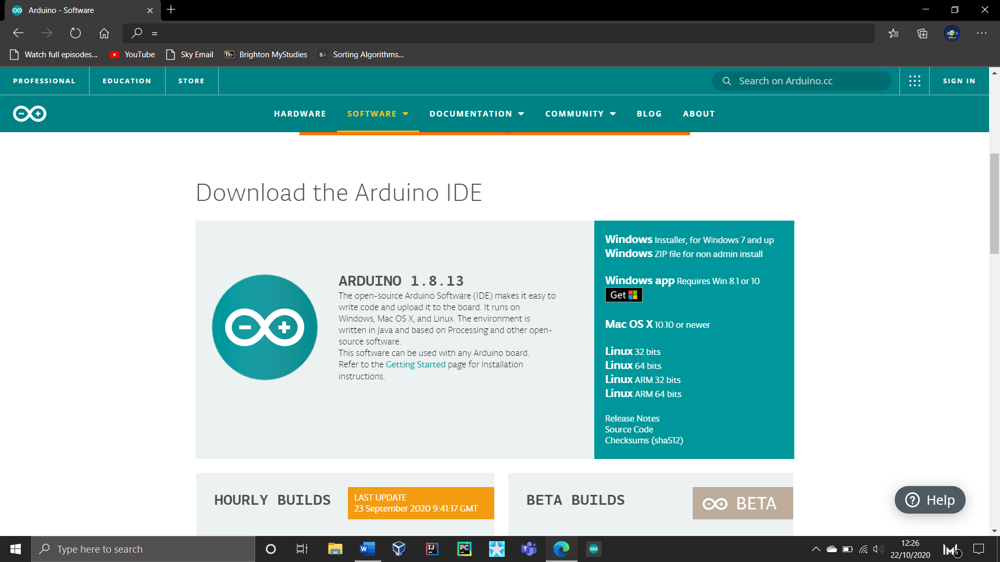 Arduino - Software
=
Watch full episodes...
YouTube
Sky Email
Bb
Brighton MyStudies
SA
Sorting Algorithms...
PROFESSIONAL
EDUCATION
STORE
Search on Arduino.cc
SIGN IN
HARDWARE
SOFTWARE
DOCUMENTATION
COMMUNITY
BLOG
ABOUT
Download the Arduino IDE
ARDUINO 1.8.13
The open-source Arduino Software (IDE) makes it easy to
write code and upload it to the board. It runs on
Windows, Mac OS X, and Linux. The environment is
written in Java and based on Processing and other open-
source software.
This software can be used with any Arduino board.
Refer to the Getting Started page for Installation
instructions.
Windows Installer, for Windows 7 and up
Windows ZIP file for non admin install
Windows app Requires Win 8.1 or 10
Get
Mac OS X 10.10 or newer
Linux 32 bits
Linux 64 bits
Linux ARM 32 bits
Linux ARM 64 bits
Release Notes
Source Code
Checksums (sha512)
HOURLY BUILDS
LAST UPDATE
23 September 2020 9:41:17 GMT
BETA BUILDS
BETA
? Help
Type here to search
W
IJ
PC
T
12:26
22/10/2020
1